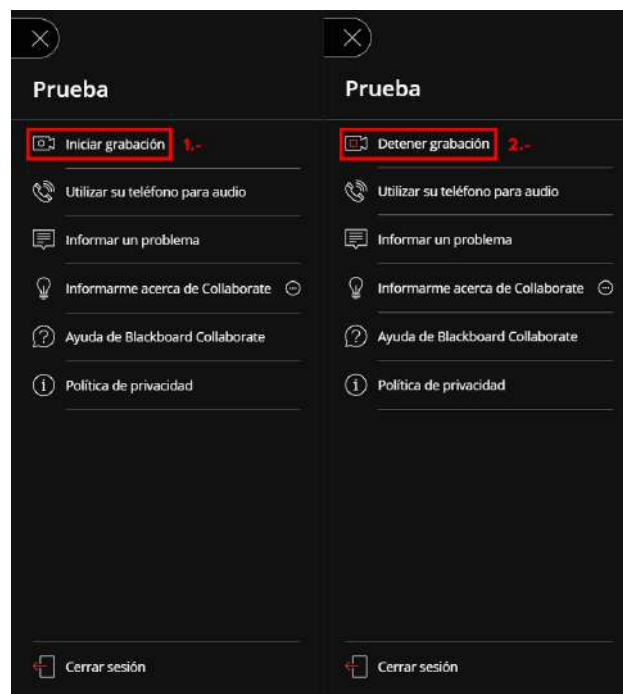 Prueba
Iniciar grabación 1.-
Utilizar su teléfono para audio
Informar un problema
Informarme acerca de Collaborate
Ayuda de Blackboard Collaborate
Política de privacidad
Cerrar sesión
Prueba
Detener grabación 2.-
Utilizar su teléfono para audio
Informar un problema
Informarme acerca de Collaborate
Ayuda de Blackboard Collaborate
Política de privacidad
Cerrar sesión